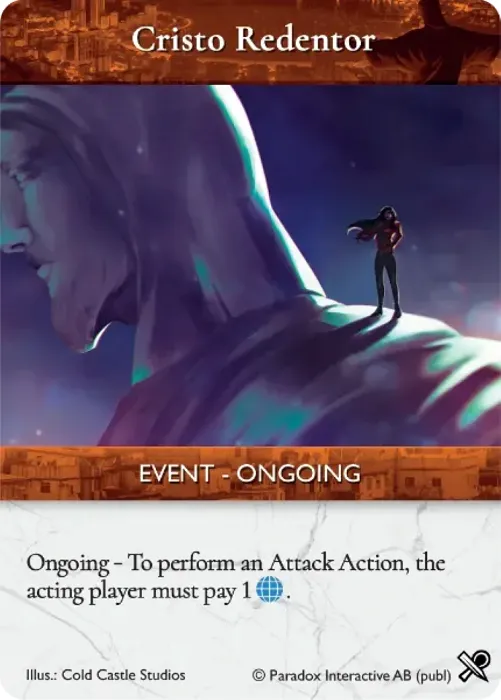 Cristo Redentor
EVENT - ONGOING
Ongoing - To perform an Attack Action, the
acting player must pay 1 .
Illus.: Cold Castle Studios
© Paradox Interactive AB (publ)